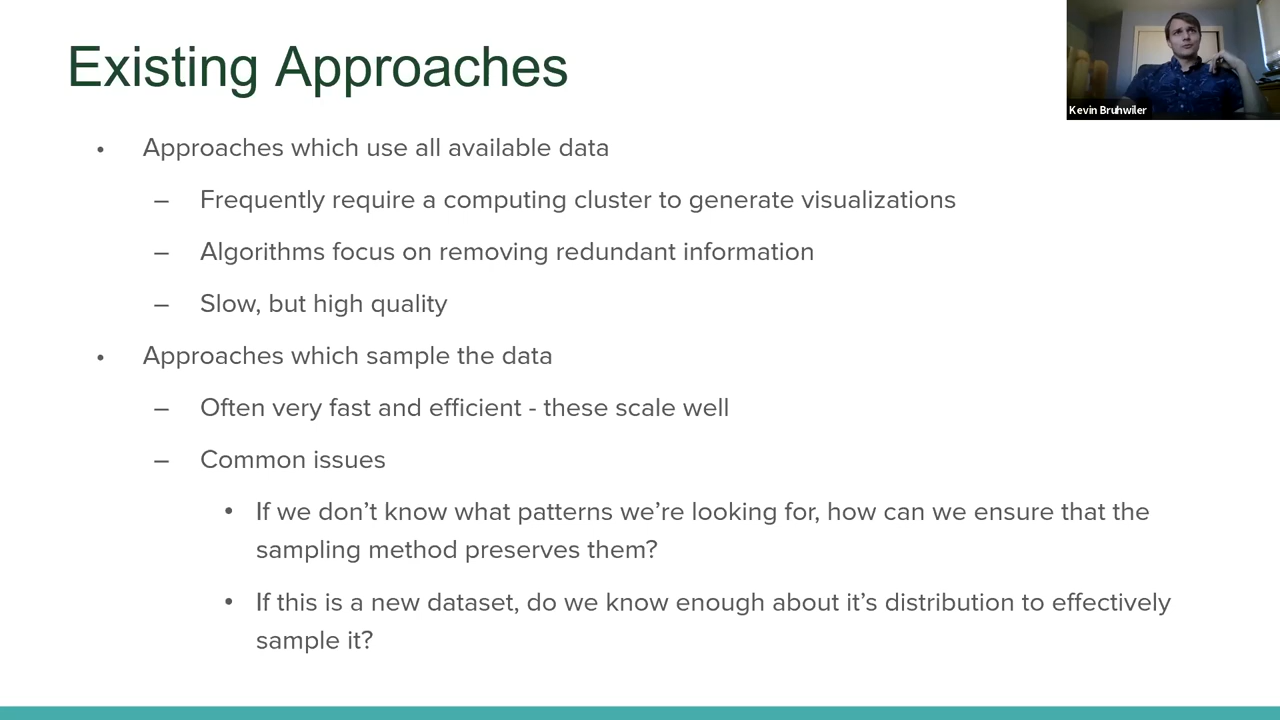 Existing Approaches
Kevin Bruhwiler
• Approaches which use all available data
– Frequently require a computing cluster to generate visualizations
– Algorithms focus on removing redundant information
– Slow, but high quality
• Approaches which sample the data
– Often very fast and efficient - these scale well
– Common issues
• If we don’t know what patterns we’re looking for, how can we ensure that the
sampling method preserves them?
• If this is a new dataset, do we know enough about it’s distribution to effectively
sample it?